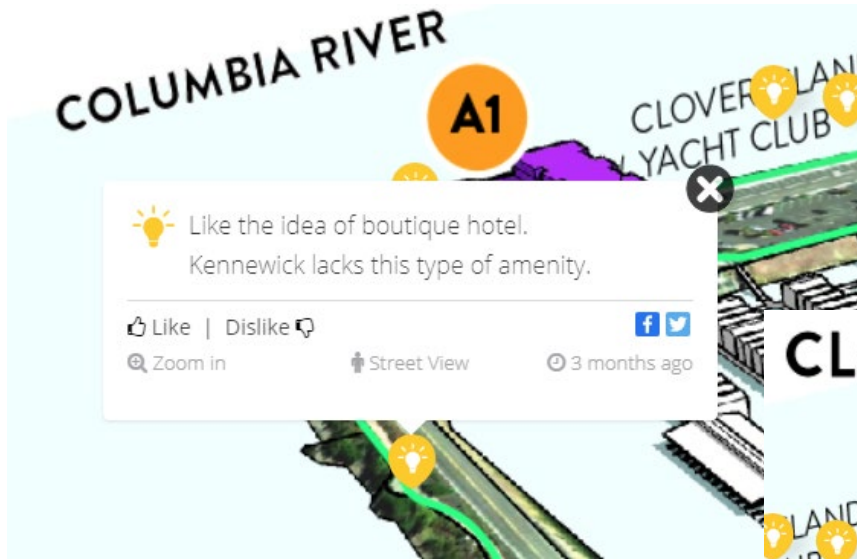 COLUMBIA RIVER
A1
CLOVER
YACHT CLUB
Like the idea of boutique hotel.
Kennewick lacks this type of amenity.
Like | Dislike
Zoom in
Street View
3 months ago
CL
LAND